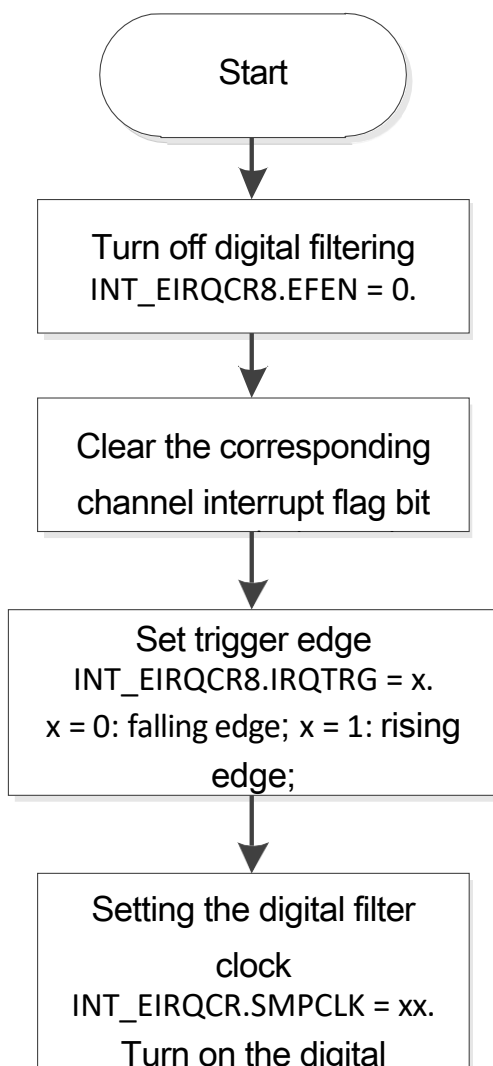 Start
Turn off digital filtering
INT_EIRQCR8.EFEN = 0.
Clear the corresponding
channel interrupt flag bit
Set trigger edge
INT_EIRQCR8.IRQTRG = x.
x = 0: falling edge; x = 1: rising
edge;
Setting the digital filter
clock
INT_EIRQCR.SMPCLK = xx.
Turn on the digital